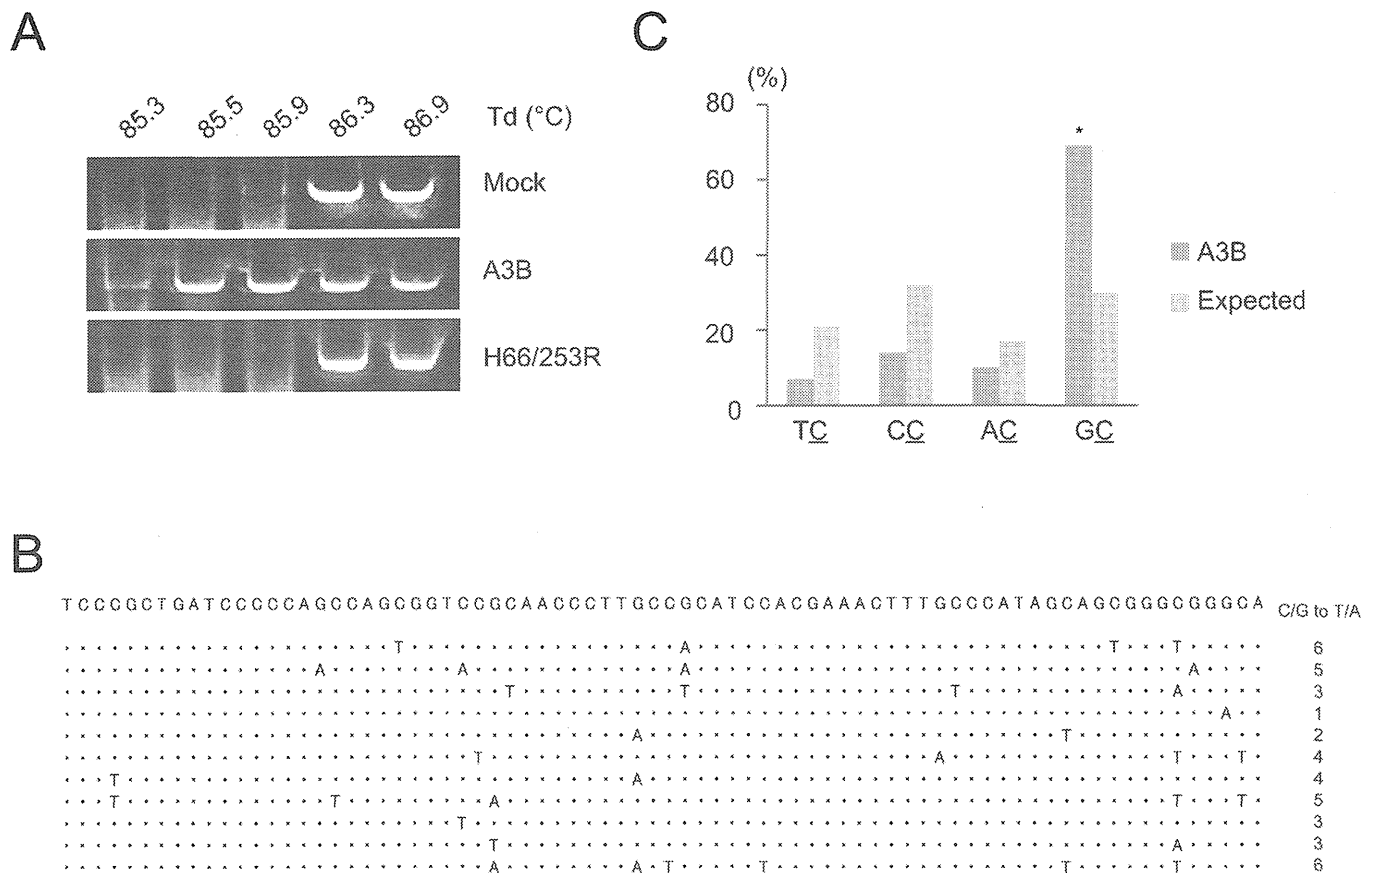 A
85.3 85.5 85.9 86.3 86.9 Td (°C)
Mock
A3B
H66/253R
C
(%)
80
60
40
20
0
*
TC CC AC GC
A3B
Expected
B
TCCCGCTGATCCCCCAGCCAGCGGTCCGCAACCCTTGCCGCATCCACGAAACTTTGCCCATAGCAGCGGGCGGGCA C/G to T/A
T A T T 6
A A A A 5
T T T A 3
A 1
A T 2
T A T T 4
T A 4
T T A T T 5
T 3
T A 3
A A T T T T 6